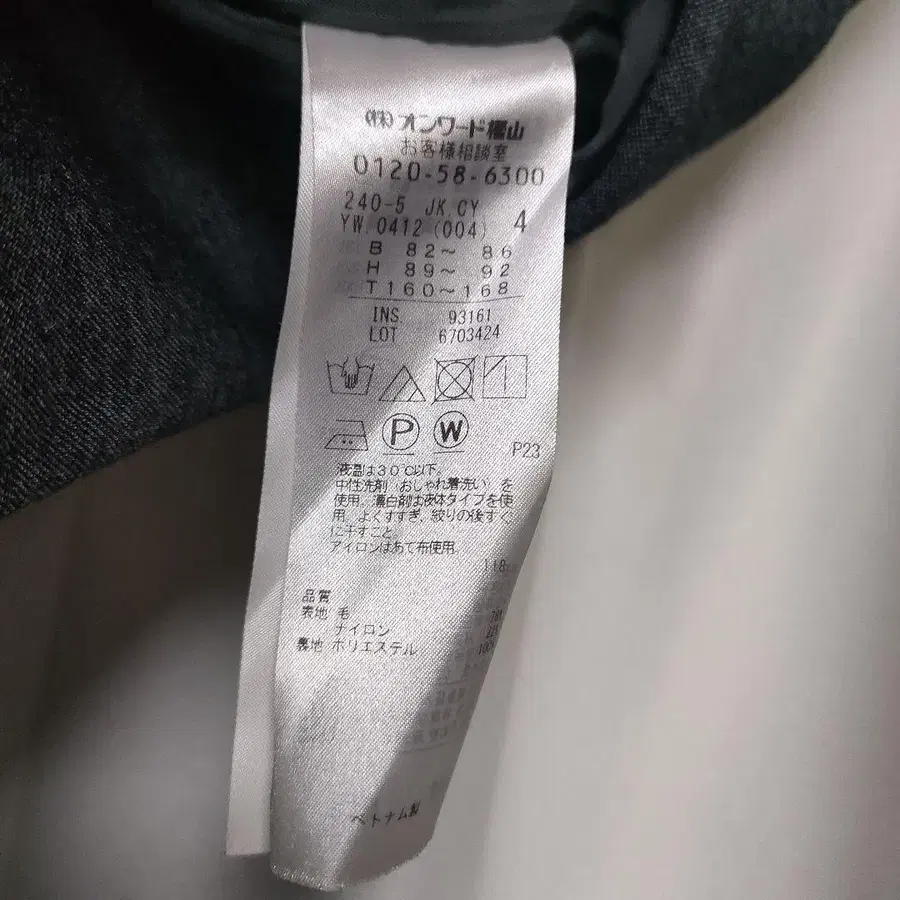 (株)オンワード樫山
お客様相談室
0120-58-6300
240-5 JK.CY
YW.0412 (004) 4
B 82～ 86
H 89～ 92
T160～168
INS 93161
LOT 6703424
P W
P23
液温は30℃以下。
中性洗剤（おしゃれ着洗い）を
使用。漂白剤は液体タイプを使
用。よくすすぎ、絞りの後すぐ
に干すこと。
アイロンはあて布使用。
品質
表地 毛
ナイロン
裏地 ポリエステル
ベトナム製